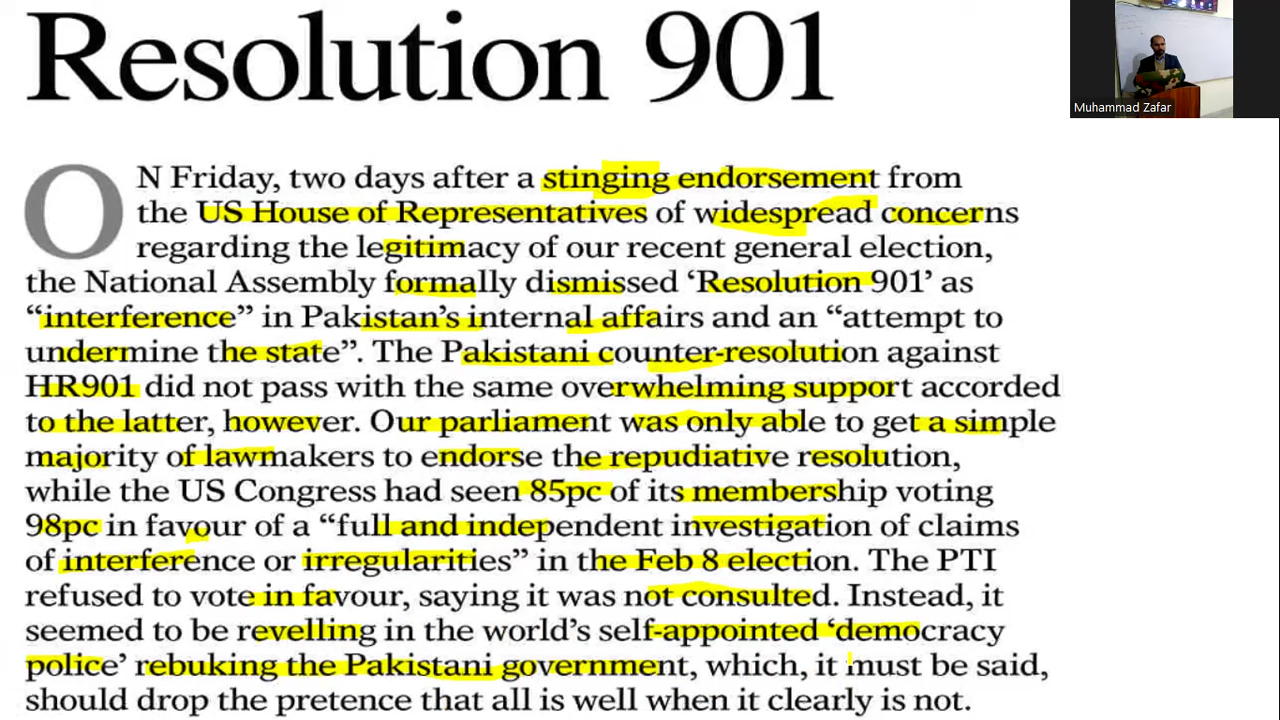 Resolution 901
Muhammad Zafar
ON Friday, two days after a stinging endorsement from
the US House of Representatives of widespread concerns
regarding the legitimacy of our recent general election,
the National Assembly formally dismissed ‘Resolution 901’ as
“interference” in Pakistan’s internal affairs and an “attempt to
undermine the state”. The Pakistani counter-resolution against
HR901 did not pass with the same overwhelming support accorded
to the latter, however. Our parliament was only able to get a simple
majority of lawmakers to endorse the repudiative resolution,
while the US Congress had seen 85pc of its membership voting
98pc in favour of a “full and independent investigation of claims
of interference or irregularities” in the Feb 8 election. The PTI
refused to vote in favour, saying it was not consulted. Instead, it
seemed to be revelling in the world’s self-appointed ‘democracy
police’ rebuking the Pakistani government, which, it must be said,
should drop the pretence that all is well when it clearly is not.